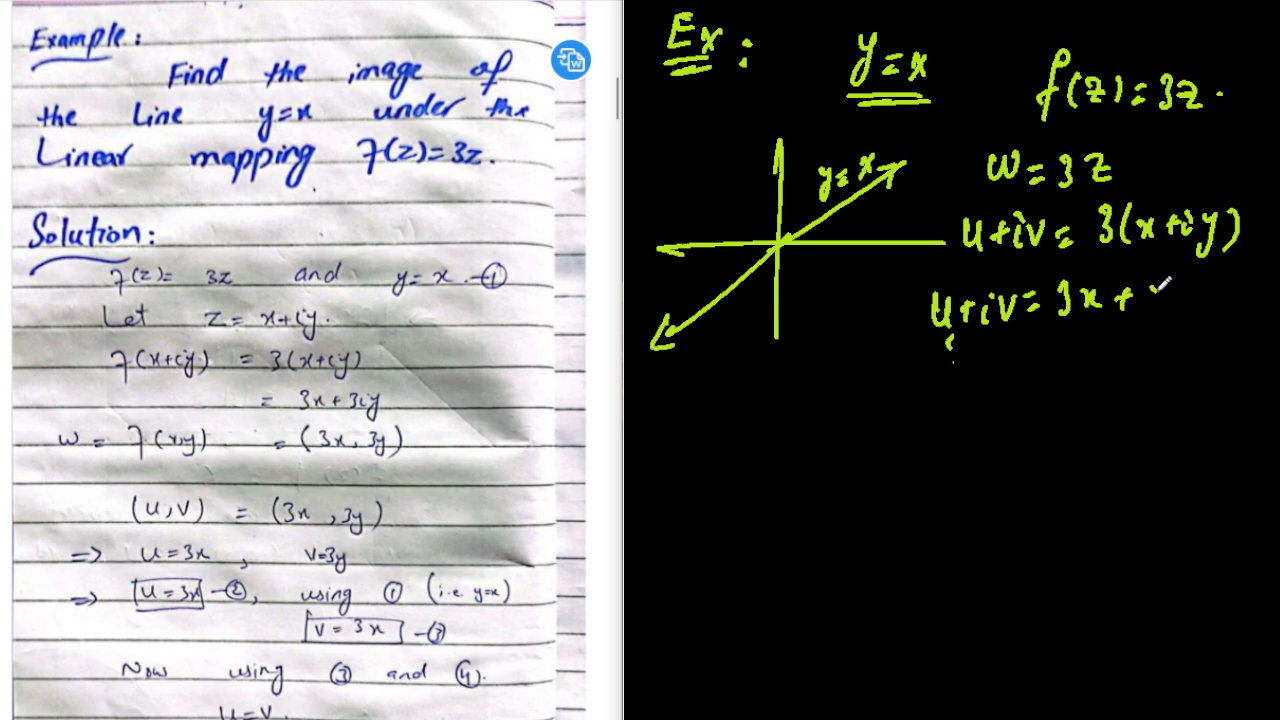 Example:
Find the image of
the Line y=x under the
Linear mapping f(z)=3z.
Solution:
f(z)= 3z and y=x -①
Let z=x+iy.
f(x+iy) = 3(x+iy)
= 3x+3iy
w = f(x,y) = (3x, 3y)
(u,v) = (3x, 3y)
=> u=3x, v=3y
=> u=3x -②, using ① (i.e y=x)
v=3x -③
Now using ③ and ④.
u=v
Ex: y=x f(z)=3z.
y=x
w=3z
u+iv= 3(x+iy)
u+iv= 3x+